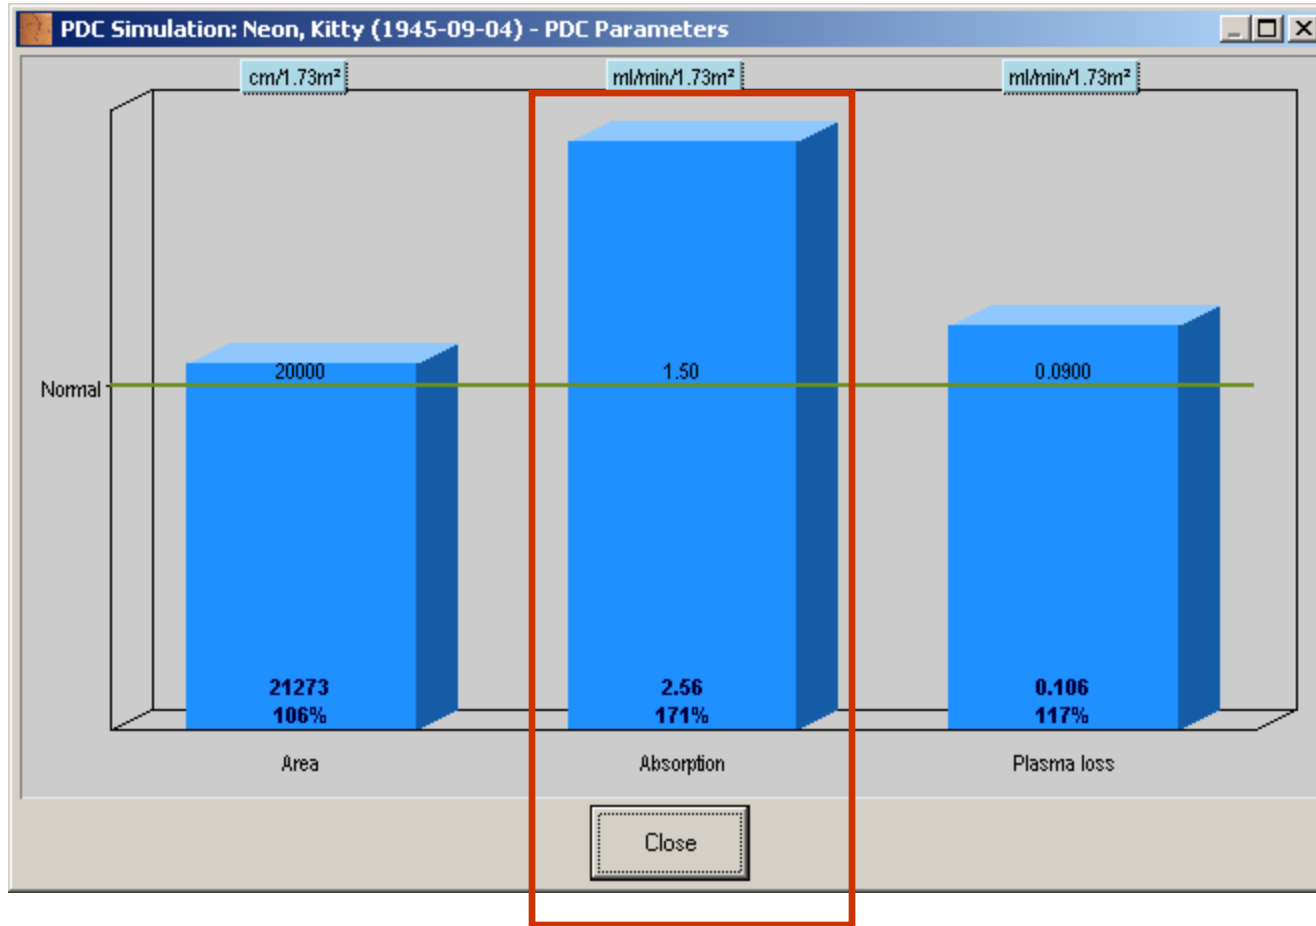 PDC Simulation: Neon, Kitty (1945-09-04) - PDC Parameters
cm/1.73m² ml/min/1.73m² ml/min/1.73m²
20000 1.50 0.0900
Normal
21273 2.56 0.106
106% 171% 117%
Area Absorption Plasma loss
Close